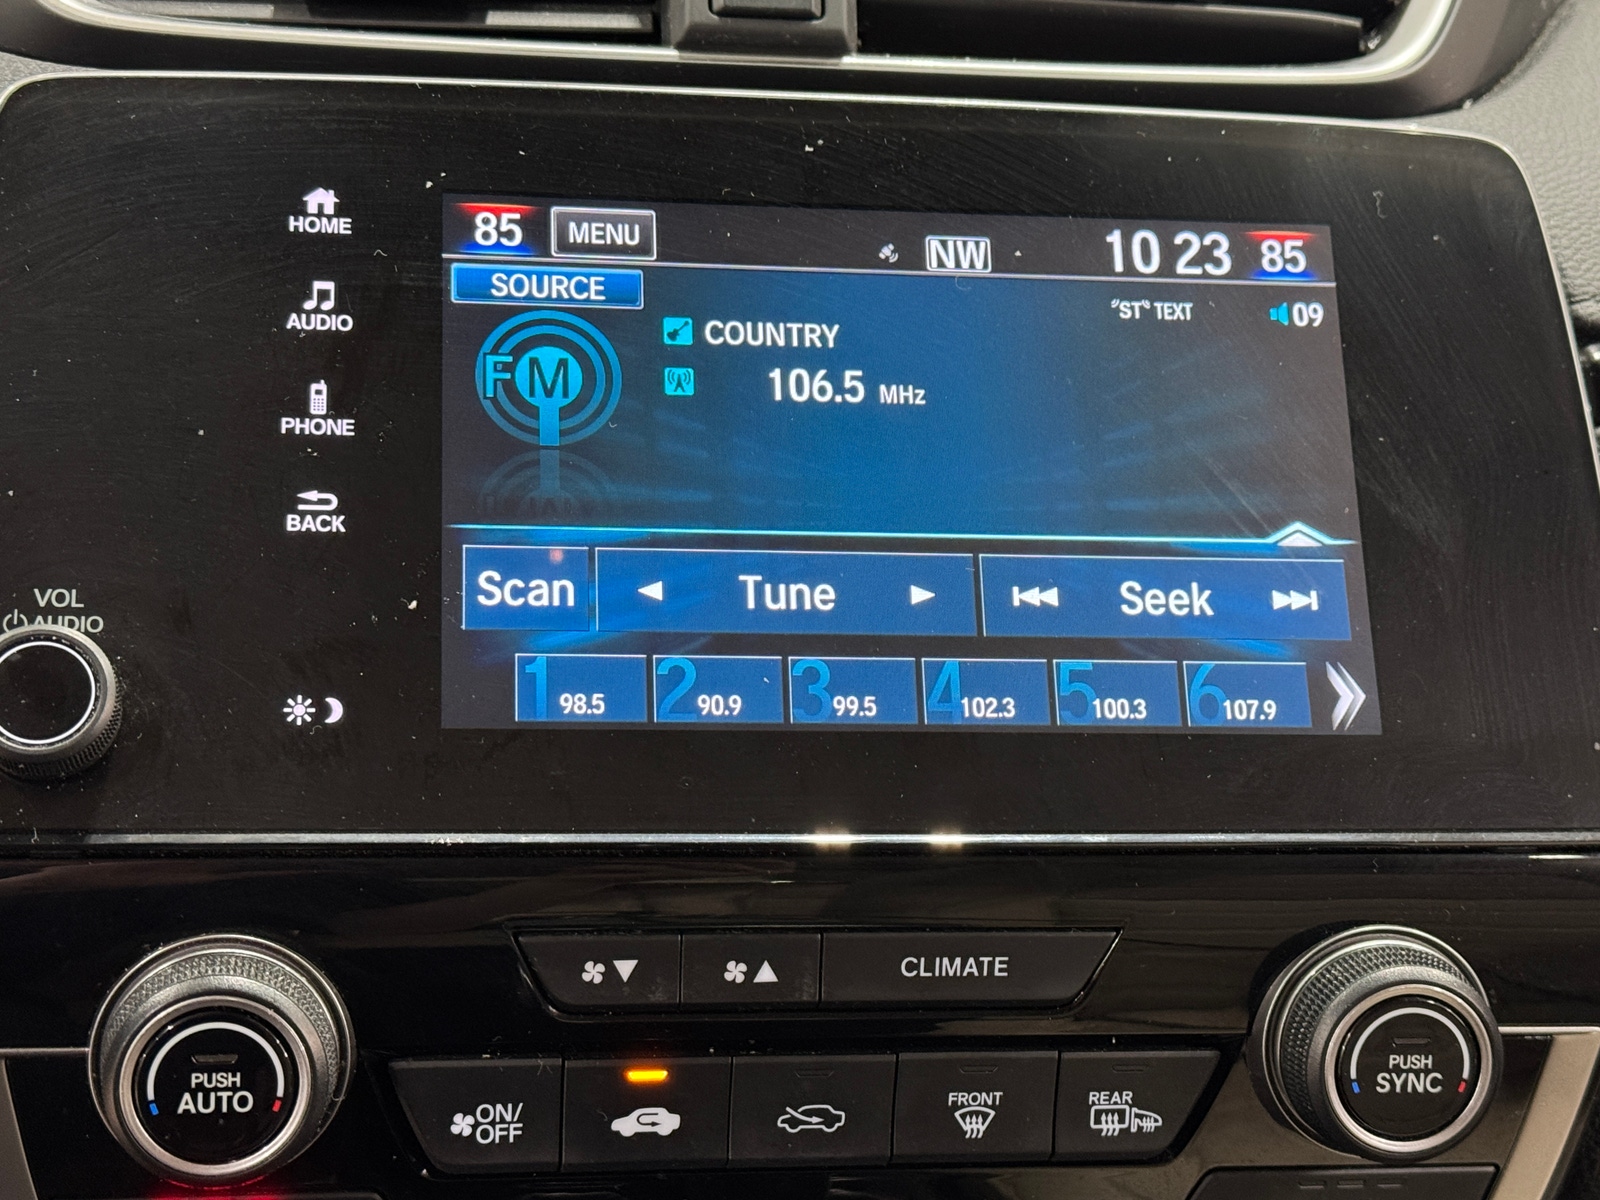 HOME
AUDIO
PHONE
BACK
VOL
AUDIO
85 MENU NW 10 23 85
SOURCE
"ST" TEXT 09
FM
COUNTRY
106.5 MHz
Scan Tune Seek
1 98.5 2 90.9 3 99.5 4 102.3 5 100.3 6 107.9
CLIMATE
PUSH
AUTO
ON/
OFF
FRONT
REAR
PUSH
SYNC